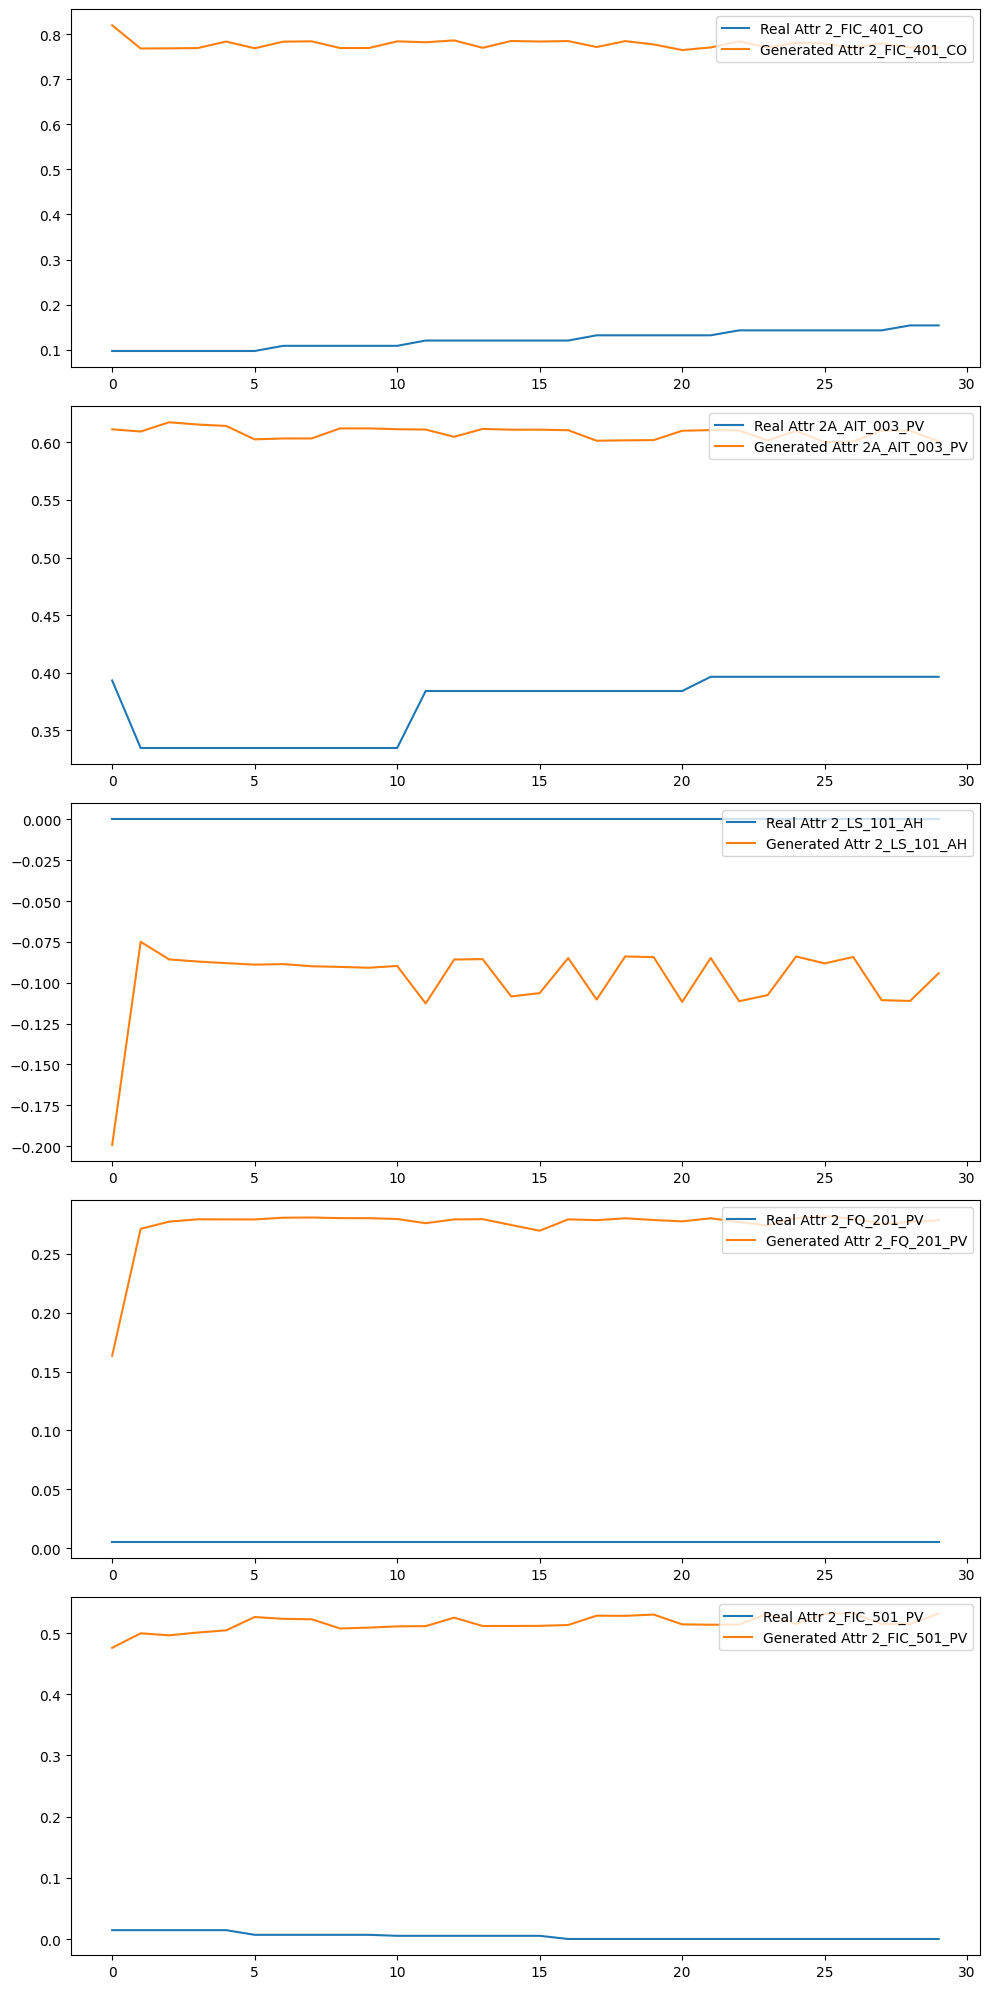 Real Attr 2_FIC_401_CO
Generated Attr 2_FIC_401_CO
0.8
0.7
0.6
0.5
0.4
0.3
0.2
0.1
0 5 10 15 20 25 30
Real Attr 2A_AIT_003_PV
Generated Attr 2A_AIT_003_PV
0.60
0.55
0.50
0.45
0.40
0.35
0 5 10 15 20 25 30
Real Attr 2_LS_101_AH
Generated Attr 2_LS_101_AH
0.000
−0.025
−0.050
−0.075
−0.100
−0.125
−0.150
−0.175
−0.200
0 5 10 15 20 25 30
Real Attr 2_FQ_201_PV
Generated Attr 2_FQ_201_PV
0.25
0.20
0.15
0.10
0.05
0.00
0 5 10 15 20 25 30
Real Attr 2_FIC_501_PV
Generated Attr 2_FIC_501_PV
0.5
0.4
0.3
0.2
0.1
0.0
0 5 10 15 20 25 30